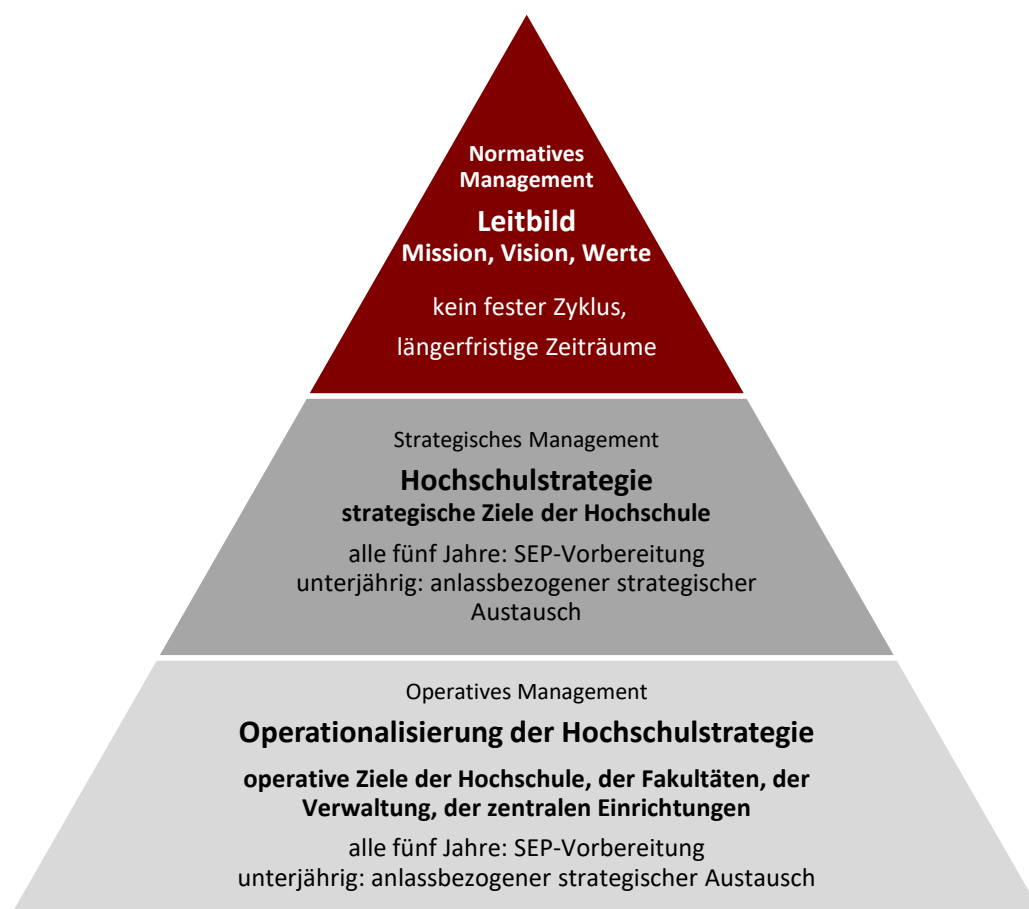 Normatives
Management
Leitbild
Mission, Vision, Werte
kein fester Zyklus,
längerfristige Zeiträume
Strategisches Management
Hochschulstrategie
strategische Ziele der Hochschule
alle fünf Jahre: SEP-Vorbereitung
unterjährig: anlassbezogener strategischer
Austausch
Operatives Management
Operationalisierung der Hochschulstrategie
operative Ziele der Hochschule, der Fakultäten, der
Verwaltung, der zentralen Einrichtungen
alle fünf Jahre: SEP-Vorbereitung
unterjährig: anlassbezogener strategischer Austausch